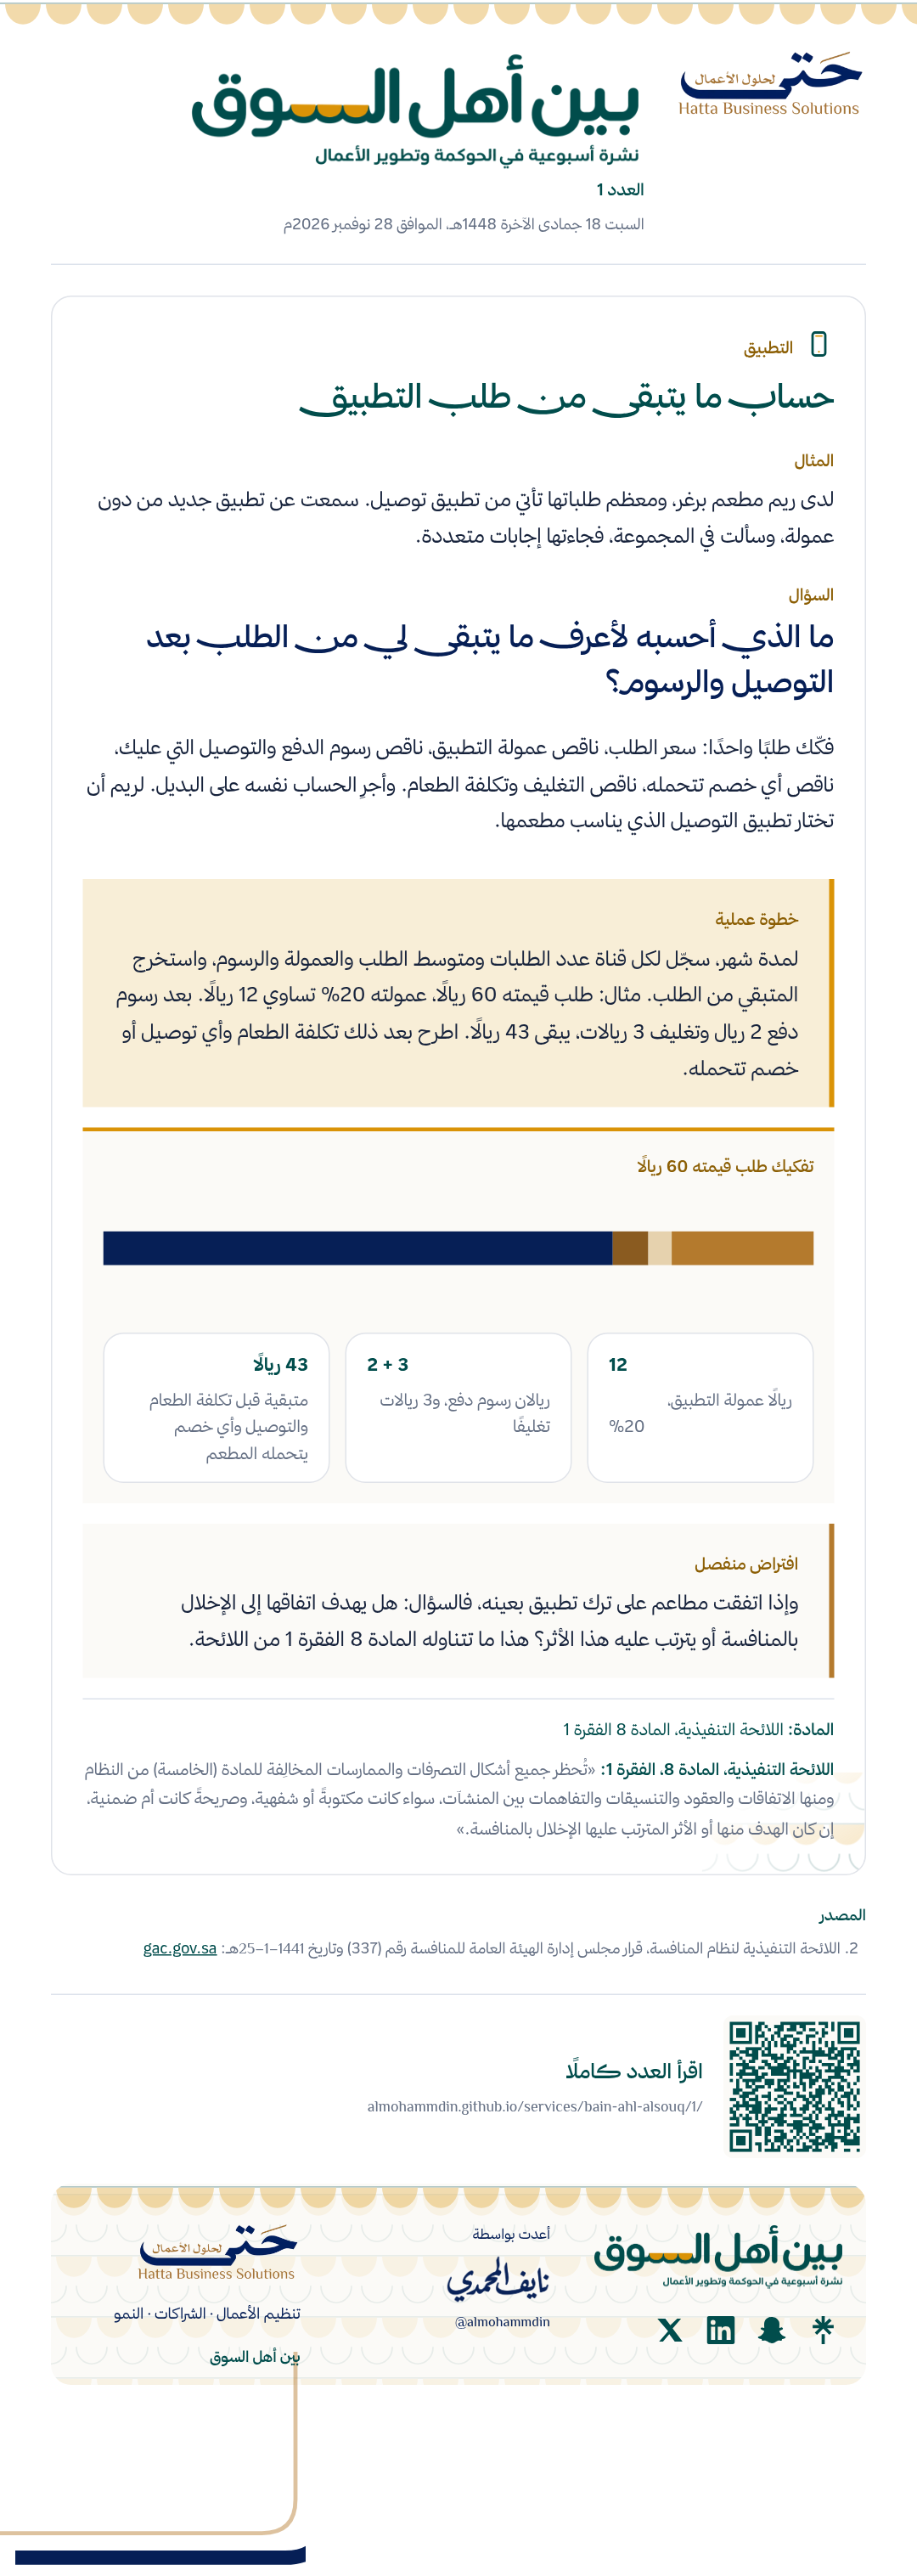 حَتى لحلول الأعمال
Hatta Business Solutions
بين أهل السوق
نشرة أسبوعية في الحوكمة وتطوير الأعمال
العدد 1
السبت 18 جمادى الآخرة 1448هـ، الموافق 28 نوفمبر 2026م
التطبيق
حساب ما يتبقى من طلب التطبيق
المثال
لدى ريم مطعم برغر، ومعظم طلباتها تأتي من تطبيق توصيل. سمعت عن تطبيق جديد من دون
عمولة، وسألت في المجموعة، فجاءتها إجابات متعددة.
السؤال
ما الذي أحسبه لأعرف ما يتبقى لي من الطلب بعد
التوصيل والرسوم؟
فكّك طلبًا واحدًا: سعر الطلب، ناقص عمولة التطبيق، ناقص رسوم الدفع والتوصيل التي عليك،
ناقص أي خصم تتحمله، ناقص التغليف وتكلفة الطعام. وأجرِ الحساب نفسه على البديل. لريم أن
تختار تطبيق التوصيل الذي يناسب مطعمها.
خطوة عملية
لمدة شهر، سجّل لكل قناة عدد الطلبات ومتوسط الطلب والعمولة والرسوم، واستخرج
المتبقي من الطلب. مثال: طلب قيمته 60 ريالًا، عمولته 20% تساوي 12 ريالًا. بعد رسوم
دفع 2 ريال وتغليف 3 ريالات، يبقى 43 ريالًا. اطرح بعد ذلك تكلفة الطعام وأي توصيل أو
خصم تتحمله.
تفكيك طلب قيمته 60 ريالًا
12
ريالًا عمولة التطبيق،
20%
2 + 3
ريالان رسوم دفع، و3 ريالات
تغليفًا
43 ريالًا
متبقية قبل تكلفة الطعام
والتوصيل وأي خصم
يتحمله المطعم
افتراض منفصل
وإذا اتفقت مطاعم على ترك تطبيق بعينه، فالسؤال: هل يهدف اتفاقها إلى الإخلال
بالمنافسة أو يترتب عليه هذا الأثر؟ هذا ما تتناوله المادة 8 الفقرة 1 من اللائحة.
المادة: اللائحة التنفيذية، المادة 8 الفقرة 1
اللائحة التنفيذية، المادة 8، الفقرة 1: «تُحظر جميع أشكال التصرفات والممارسات المخالِفة للمادة (الخامسة) من النظام
ومنها الاتفاقات والعقود والتنسيقات والتفاهمات بين المنشآت، سواء كانت مكتوبةً أو شفهية، وصريحةً كانت أم ضمنية،
إن كان الهدف منها أو الأثر المترتب عليها الإخلال بالمنافسة.»
المصدر
2. اللائحة التنفيذية لنظام المنافسة، قرار مجلس إدارة الهيئة العامة للمنافسة رقم (337) وتاريخ 1441–1–25هـ: gac.gov.sa
اقرأ العدد كاملًا
almohammdin.github.io/services/bain-ahl-alsouq/1/
بين أهل السوق
نشرة أسبوعية في الحوكمة وتطوير الأعمال
أعدت بواسطة
نايف المحمدي
@almohammdin
حَتى لحلول الأعمال
Hatta Business Solutions
تنظيم الأعمال · الشراكات · النمو
بين أهل السوق